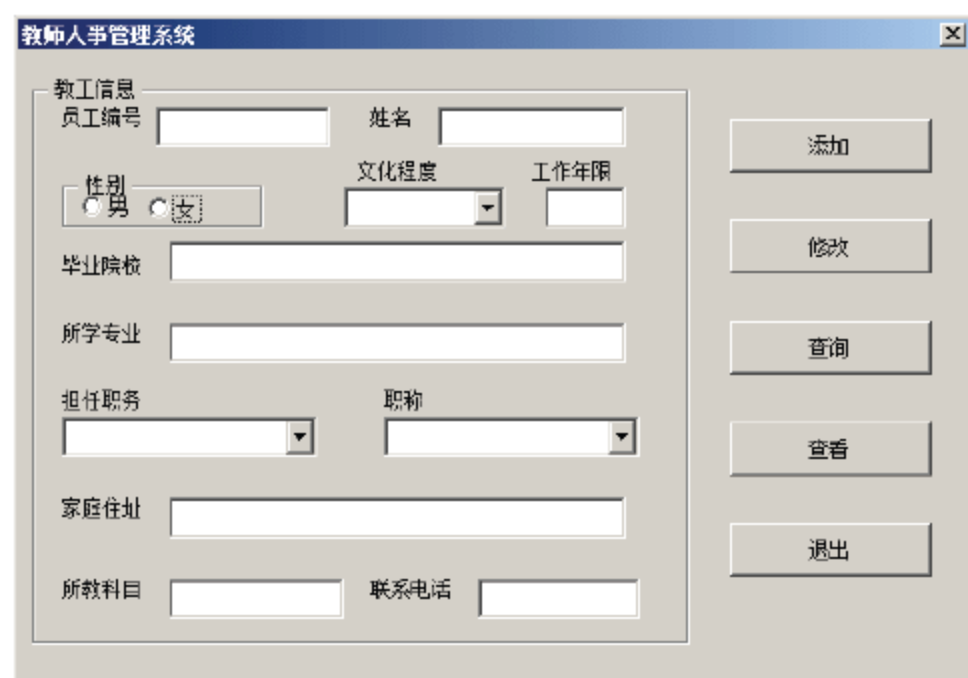 教师人事管理系统
教工信息
员工编号 姓名
添加
性别 文化程度 工作年限
男 女
修改
毕业院校
所学专业
查询
担任职务 职称
查看
家庭住址
退出
所教科目 联系电话